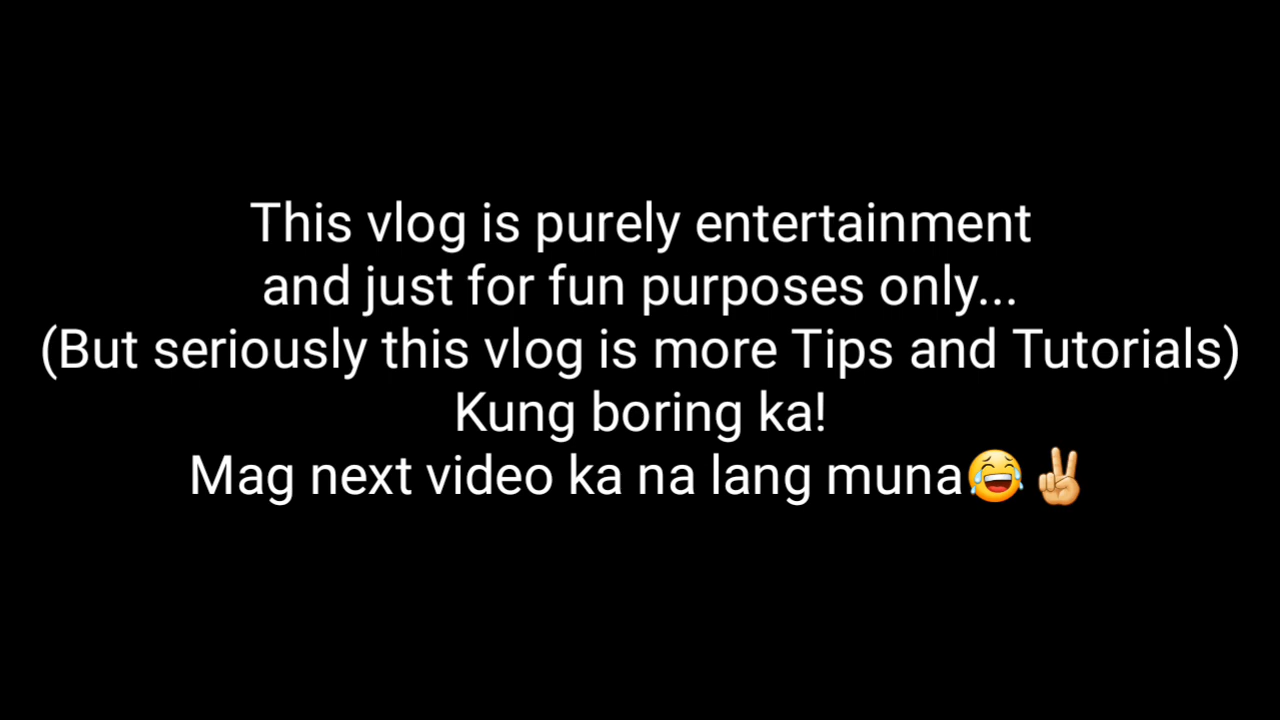 This vlog is purely entertainment
and just for fun purposes only...
(But seriously this vlog is more Tips and Tutorials)
Kung boring ka!
Mag next video ka na lang muna😂✌🏼